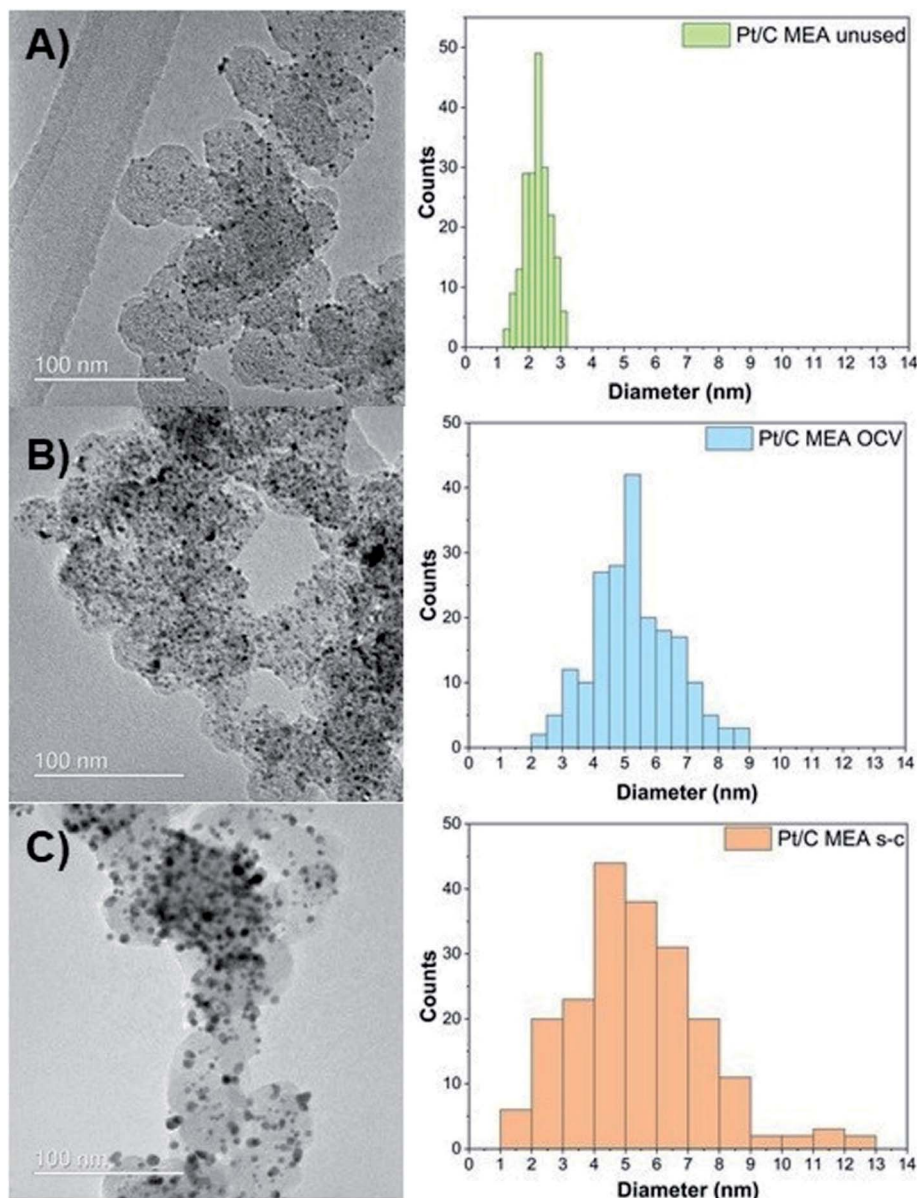 A)
100 nm
Pt/C MEA unused
Counts
50
40
30
20
10
0
0 1 2 3 4 5 6 7 8 9 10 11 12 13 14
Diameter (nm)
B)
100 nm
Pt/C MEA OCV
Counts
50
40
30
20
10
0
0 1 2 3 4 5 6 7 8 9 10 11 12 13 14
Diameter (nm)
C)
100 nm
Pt/C MEA s-c
Counts
50
40
30
20
10
0
0 1 2 3 4 5 6 7 8 9 10 11 12 13 14
Diameter (nm)